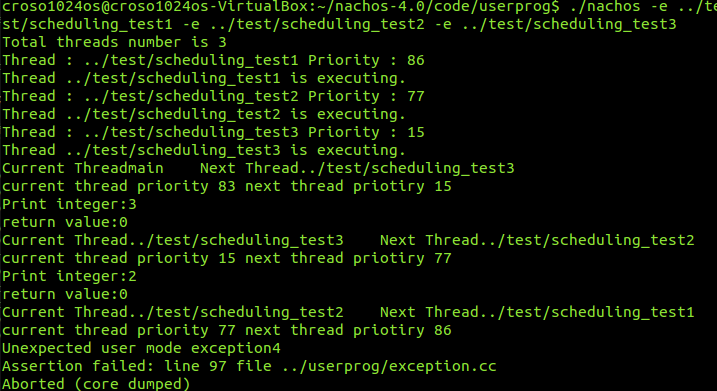 croso1024os@croso1024os-VirtualBox:~/nachos-4.0/code/userprog$ ./nachos -e ../te
st/scheduling_test1 -e ../test/scheduling_test2 -e ../test/scheduling_test3
Total threads number is 3
Thread : ../test/scheduling_test1 Priority : 86
Thread ../test/scheduling_test1 is executing.
Thread : ../test/scheduling_test2 Priority : 77
Thread ../test/scheduling_test2 is executing.
Thread : ../test/scheduling_test3 Priority : 15
Thread ../test/scheduling_test3 is executing.
Current Threadmain    Next Thread../test/scheduling_test3
current thread priority 83 next thread priotiry 15
Print integer:3
return value:0
Current Thread../test/scheduling_test3    Next Thread../test/scheduling_test2
current thread priority 15 next thread priotiry 77
Print integer:2
return value:0
Current Thread../test/scheduling_test2    Next Thread../test/scheduling_test1
current thread priority 77 next thread priotiry 86
Unexpected user mode exception4
Assertion failed: line 97 file ../userprog/exception.cc
Aborted (core dumped)